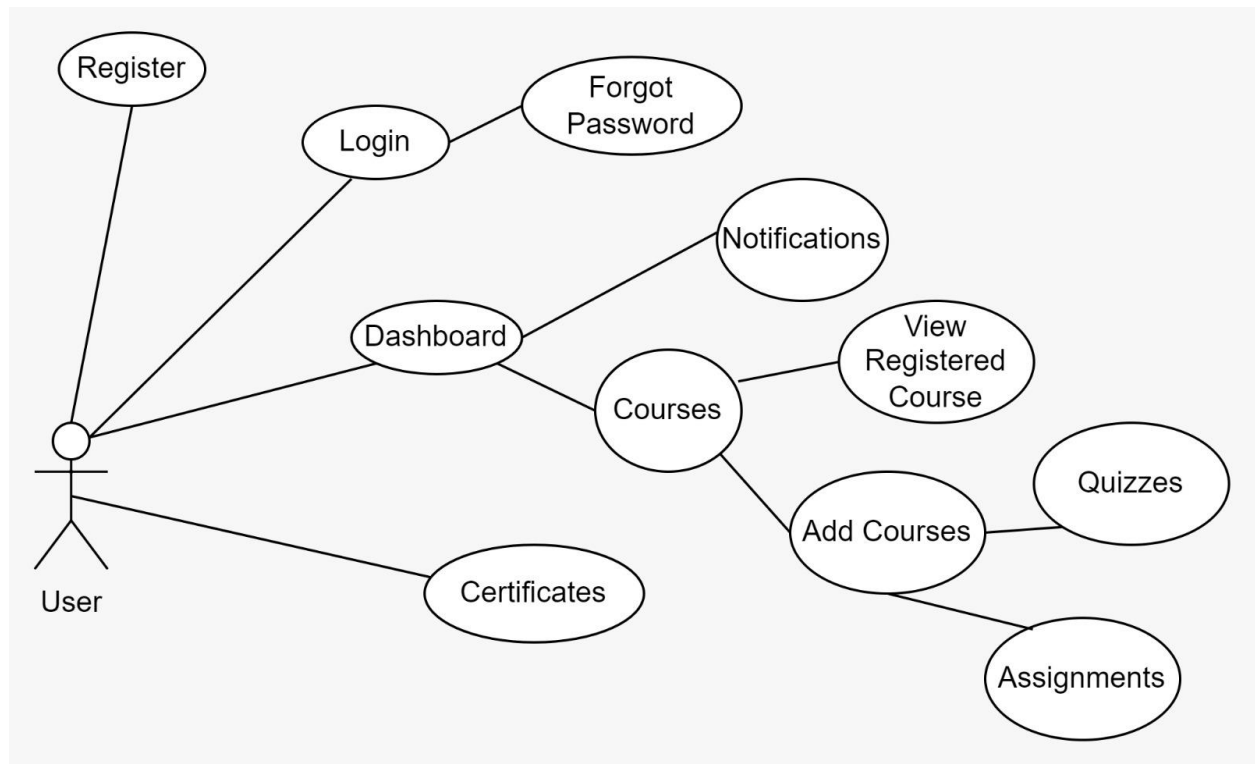 Register
Forgot
Password
Login
Notifications
Dashboard
View
Registered
Course
Courses
Quizzes
Add Courses
Certificates
User
Assignments